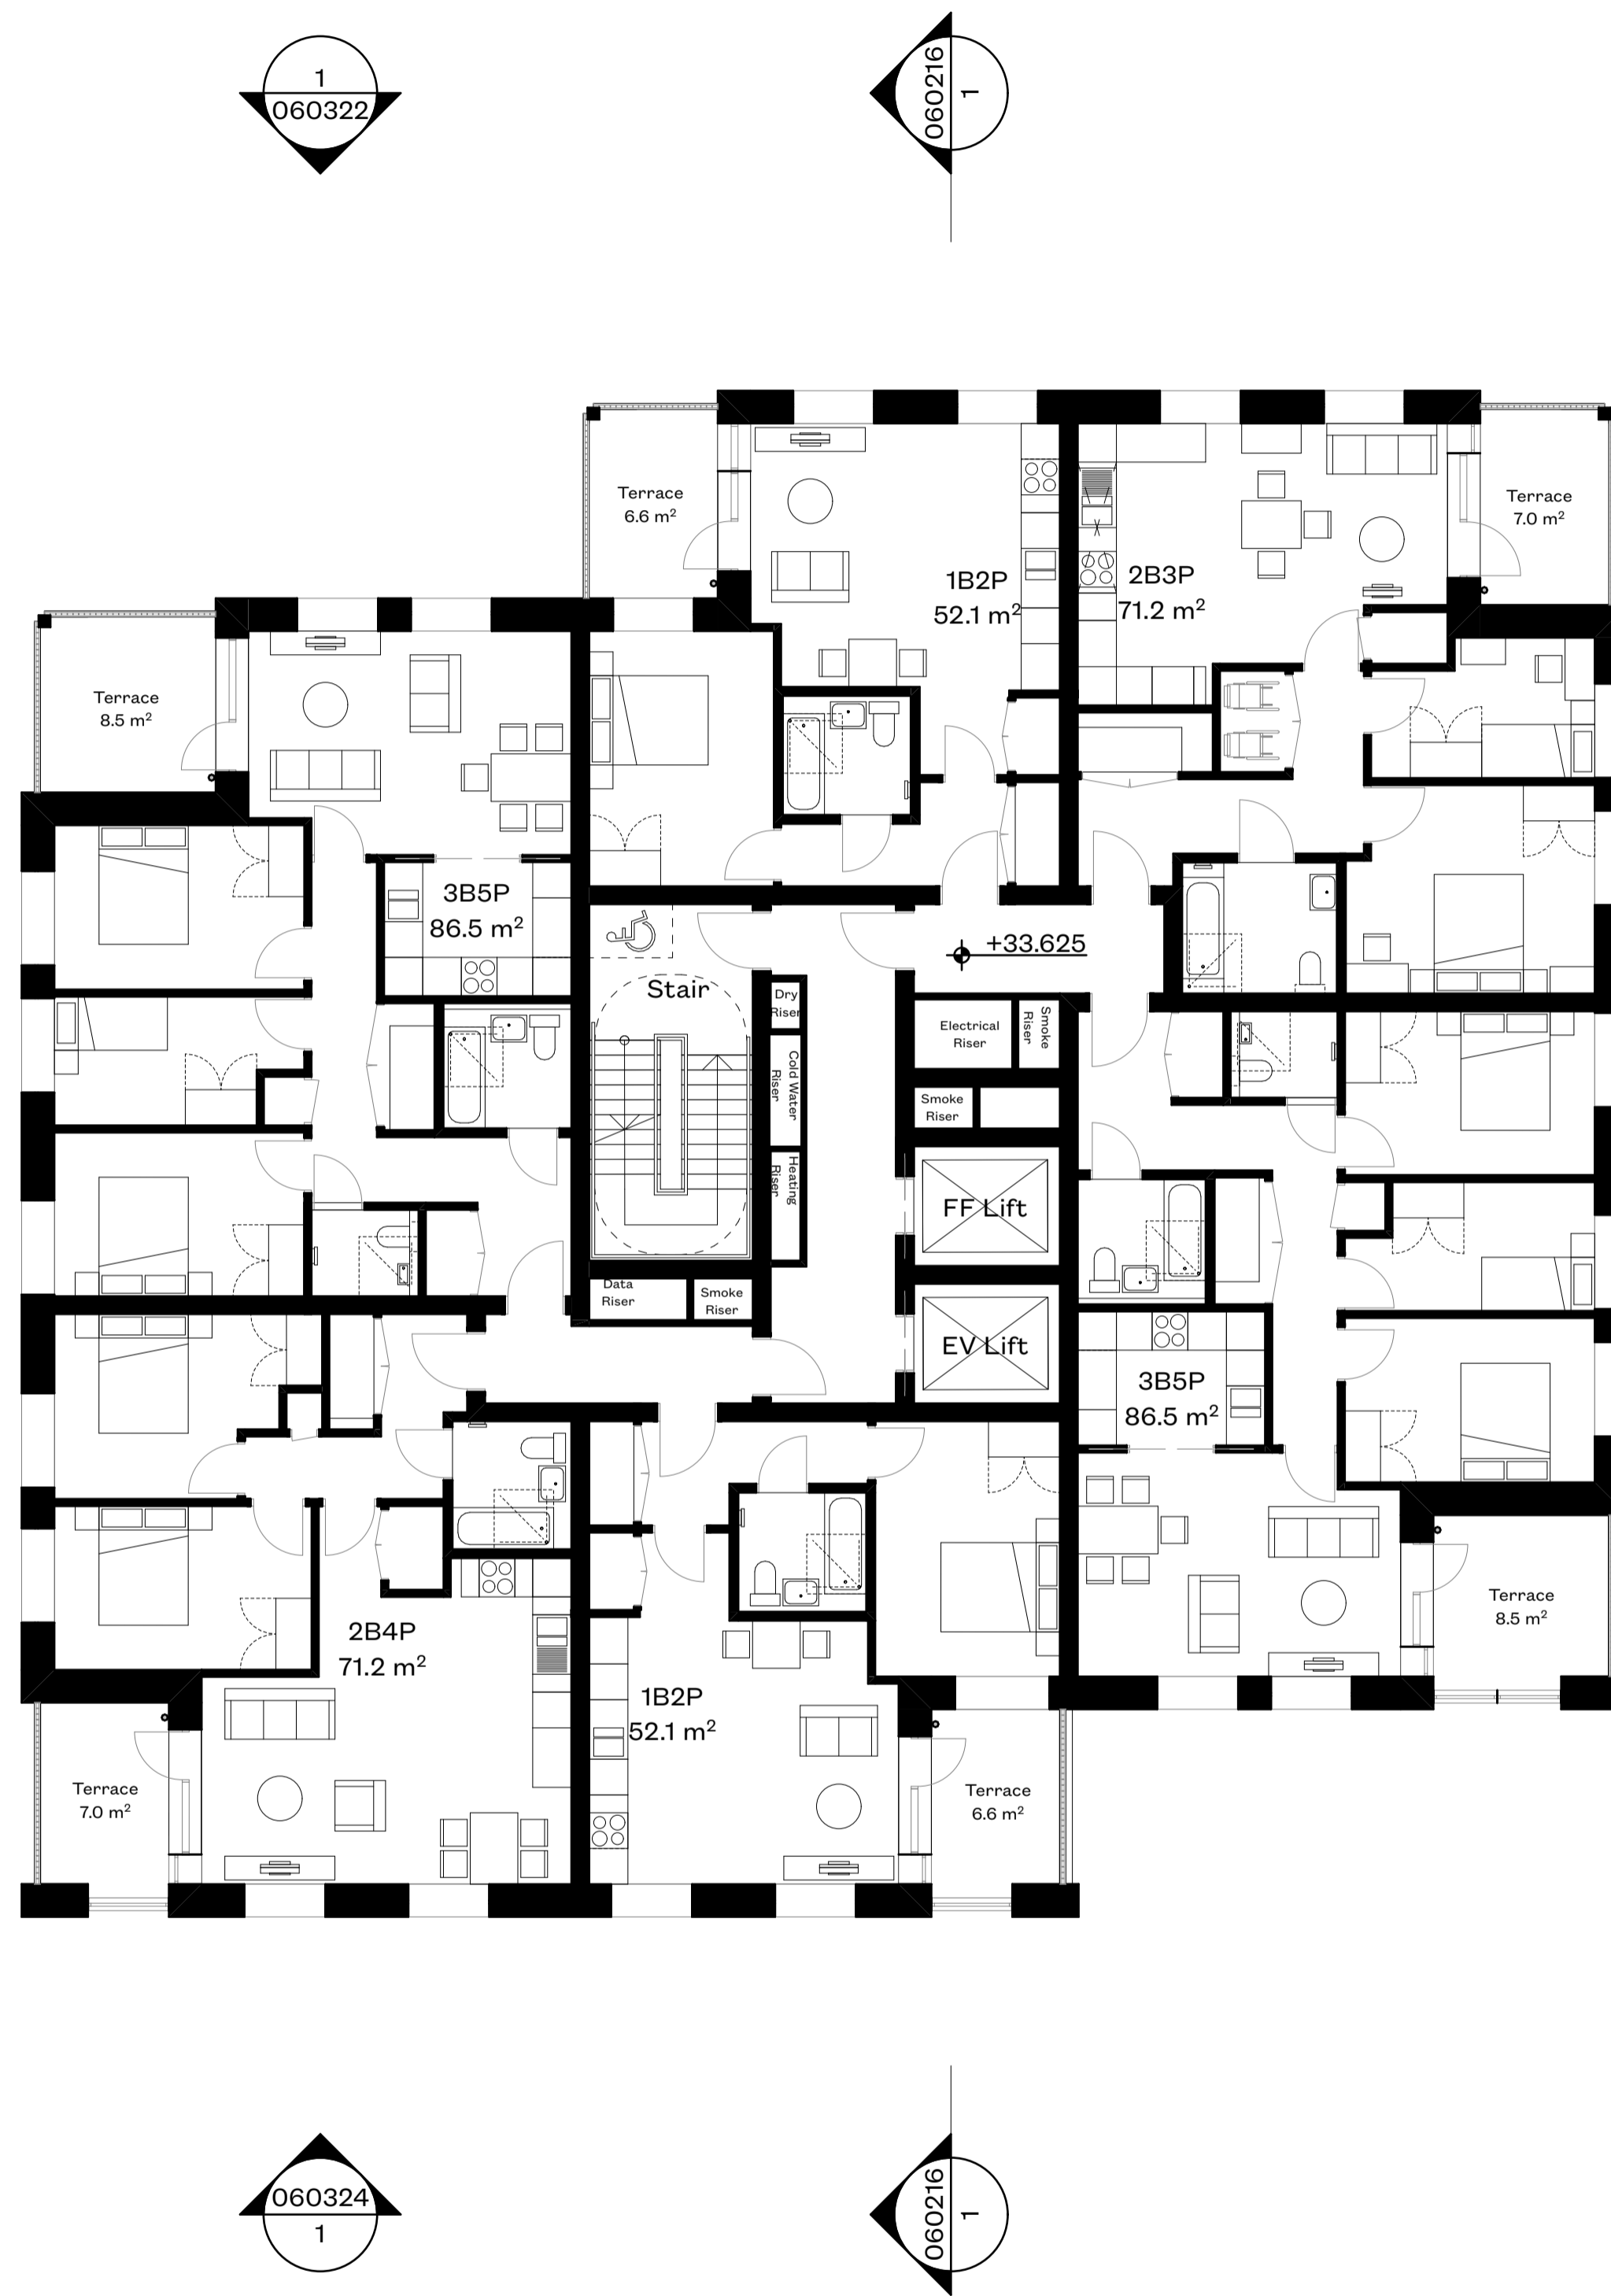 1
060322
060216
1
Terrace
6.6 m²
1B2P
52.1 m²
2B3P
71.2 m²
Terrace
7.0 m²
Terrace
8.5 m²
3B5P
86.5 m²
+33.625
Stair
Dry
Riser
Electrical
Riser
Smoke
Riser
Cold Water
Riser
Smoke
Riser
Heating
Riser
FF Lift
Data
Riser
Smoke
Riser
EV Lift
3B5P
86.5 m²
2B4P
71.2 m²
1B2P
52.1 m²
Terrace
8.5 m²
Terrace
7.0 m²
Terrace
6.6 m²
060324
1
060216
1